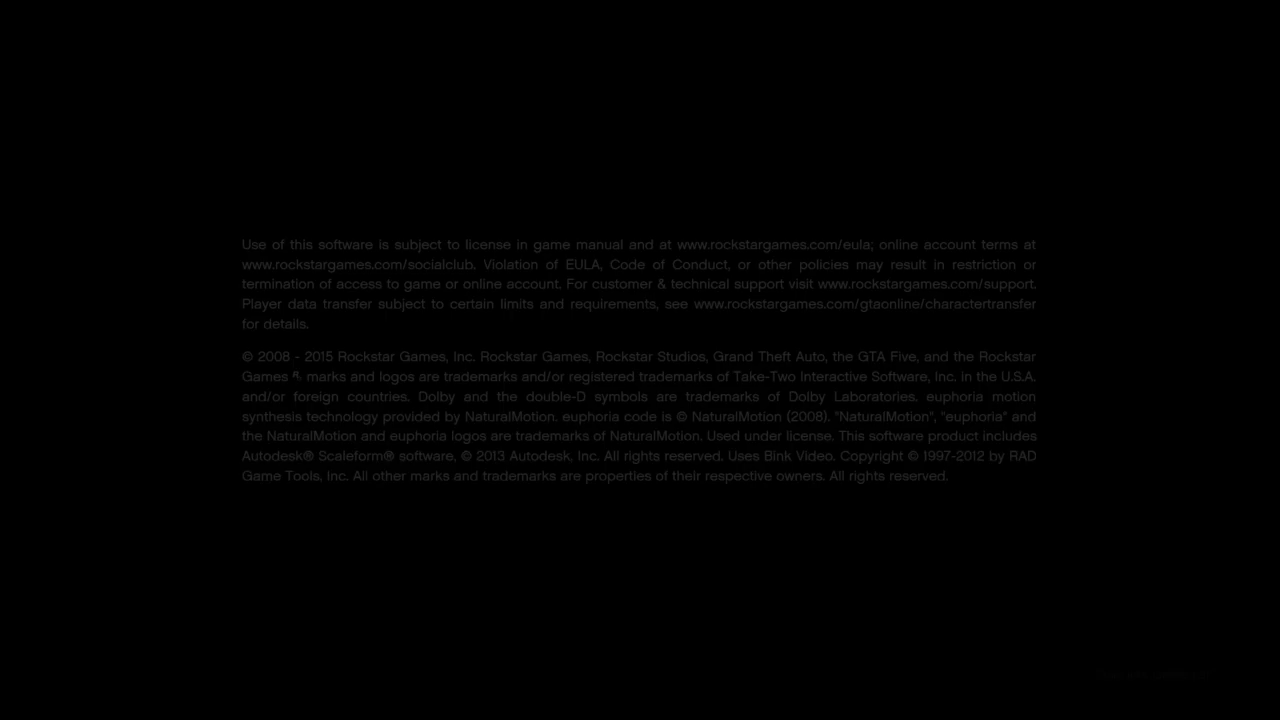 Use of this software is subject to license in game manual and at www.rockstargames.com/eula; online account terms at
www.rockstargames.com/socialclub. Violation of EULA, Code of Conduct, or other policies may result in restriction or
termination of access to game or online account. For customer & technical support visit www.rockstargames.com/support.
Player data transfer subject to certain limits and requirements, see www.rockstargames.com/gtaonline/charactertransfer
for details.
© 2008 - 2015 Rockstar Games, Inc. Rockstar Games, Rockstar Studios, Grand Theft Auto, the GTA Five, and the Rockstar
Games R* marks and logos are trademarks and/or registered trademarks of Take-Two Interactive Software, Inc. in the U.S.A.
and/or foreign countries. Dolby and the double-D symbols are trademarks of Dolby Laboratories. euphoria motion
synthesis technology provided by NaturalMotion. euphoria code is © NaturalMotion (2008). "NaturalMotion", "euphoria" and
the NaturalMotion and euphoria logos are trademarks of NaturalMotion. Used under license. This software product includes
Autodesk® Scaleform® software, © 2013 Autodesk, Inc. All rights reserved. Uses Bink Video. Copyright © 1997-2012 by RAD
Game Tools, Inc. All other marks and trademarks are properties of their respective owners. All rights reserved.